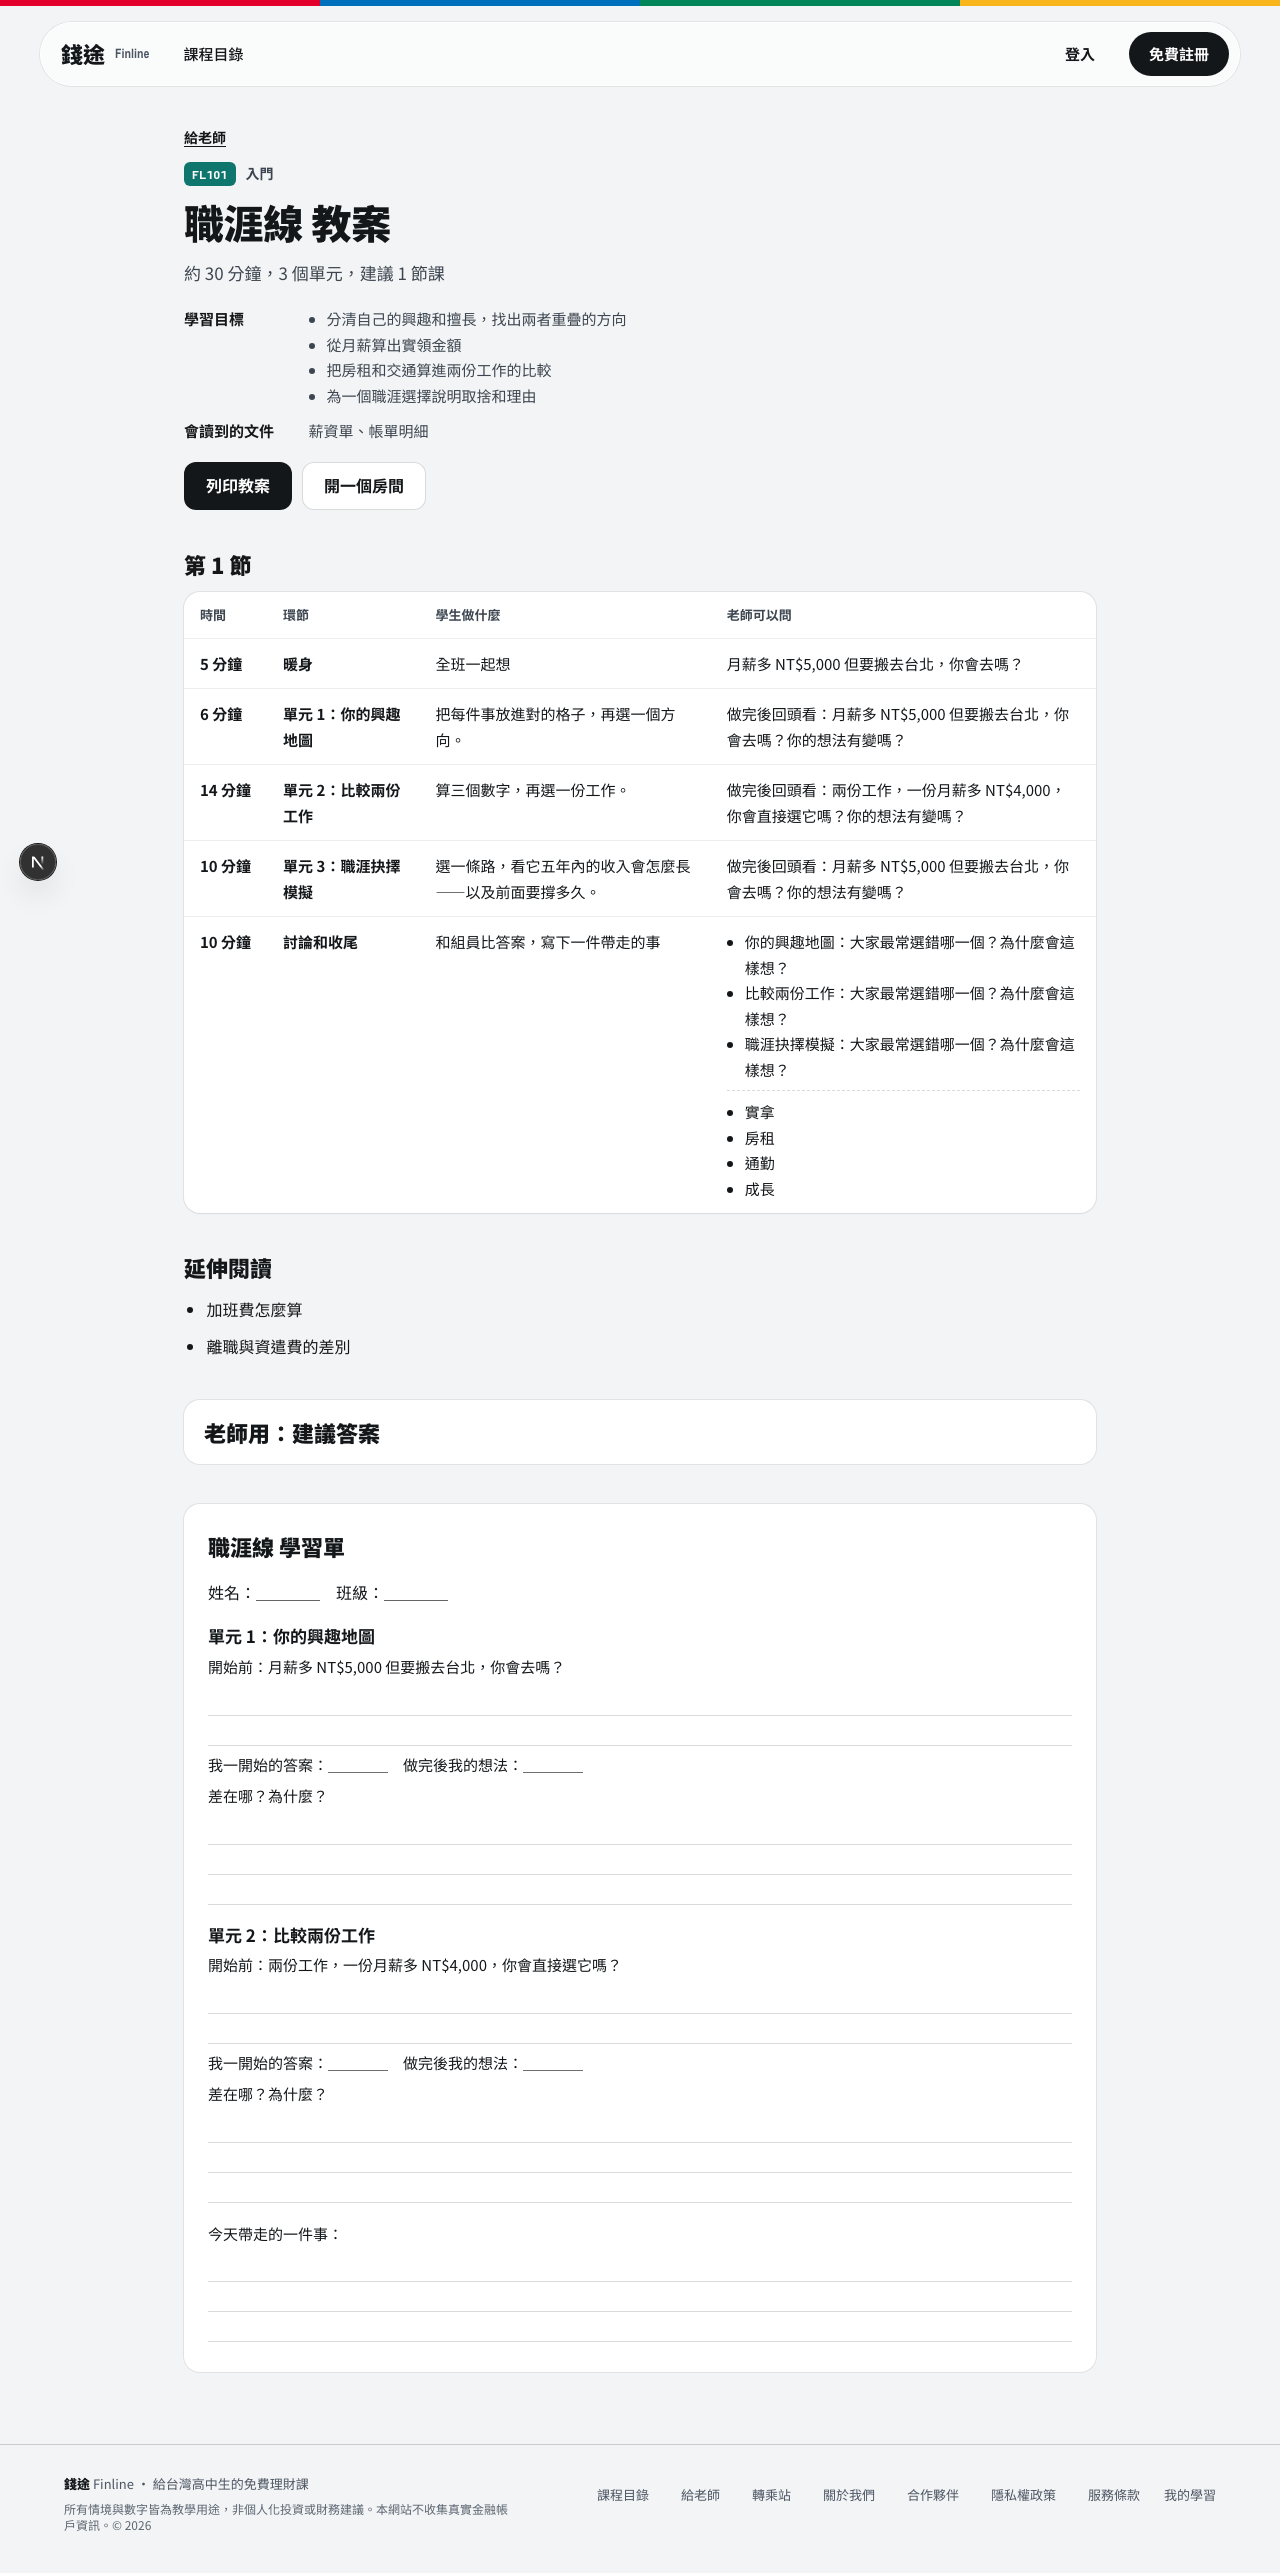 錢途 Finline 課程目錄 登入 免費註冊
給老師
FL101 入門
職涯線 教案
約 30 分鐘，3 個單元，建議 1 節課
學習目標
分清自己的興趣和擅長，找出兩者重疊的方向
從月薪算出實領金額
把房租和交通算進兩份工作的比較
為一個職涯選擇說明取捨和理由
會讀到的文件 薪資單、帳單明細
列印教案 開一個房間
第 1 節
時間 環節 學生做什麼 老師可以問
5 分鐘 暖身 全班一起想 月薪多 NT$5,000 但要搬去台北，你會去嗎？
6 分鐘 單元 1：你的興趣地圖 把每件事放進對的格子，再選一個方向。 做完後回頭看：月薪多 NT$5,000 但要搬去台北，你會去嗎？你的想法有變嗎？
14 分鐘 單元 2：比較兩份工作 算三個數字，再選一份工作。 做完後回頭看：兩份工作，一份月薪多 NT$4,000，你會直接選它嗎？你的想法有變嗎？
10 分鐘 單元 3：職涯抉擇模擬 選一條路，看它五年內的收入會怎麼長——以及前面要撐多久。 做完後回頭看：月薪多 NT$5,000 但要搬去台北，你會去嗎？你的想法有變嗎？
10 分鐘 討論和收尾 和組員比答案，寫下一件帶走的事
你的興趣地圖：大家最常選錯哪一個？為什麼會這樣想？
比較兩份工作：大家最常選錯哪一個？為什麼會這樣想？
職涯抉擇模擬：大家最常選錯哪一個？為什麼會這樣想？
實拿
房租
通勤
成長
延伸閱讀
加班費怎麼算
離職與資遣費的差別
老師用：建議答案
職涯線 學習單
姓名：________ 班級：________
單元 1：你的興趣地圖
開始前：月薪多 NT$5,000 但要搬去台北，你會去嗎？
我一開始的答案：________ 做完後我的想法：________
差在哪？為什麼？
單元 2：比較兩份工作
開始前：兩份工作，一份月薪多 NT$4,000，你會直接選它嗎？
我一開始的答案：________ 做完後我的想法：________
差在哪？為什麼？
今天帶走的一件事：
錢途 Finline · 給台灣高中生的免費理財課
所有情境與數字皆為教學用途，非個人化投資或財務建議。本網站不收集真實金融帳
戶資訊。© 2026
課程目錄 給老師 轉乘站 關於我們 合作夥伴 隱私權政策 服務條款 我的學習